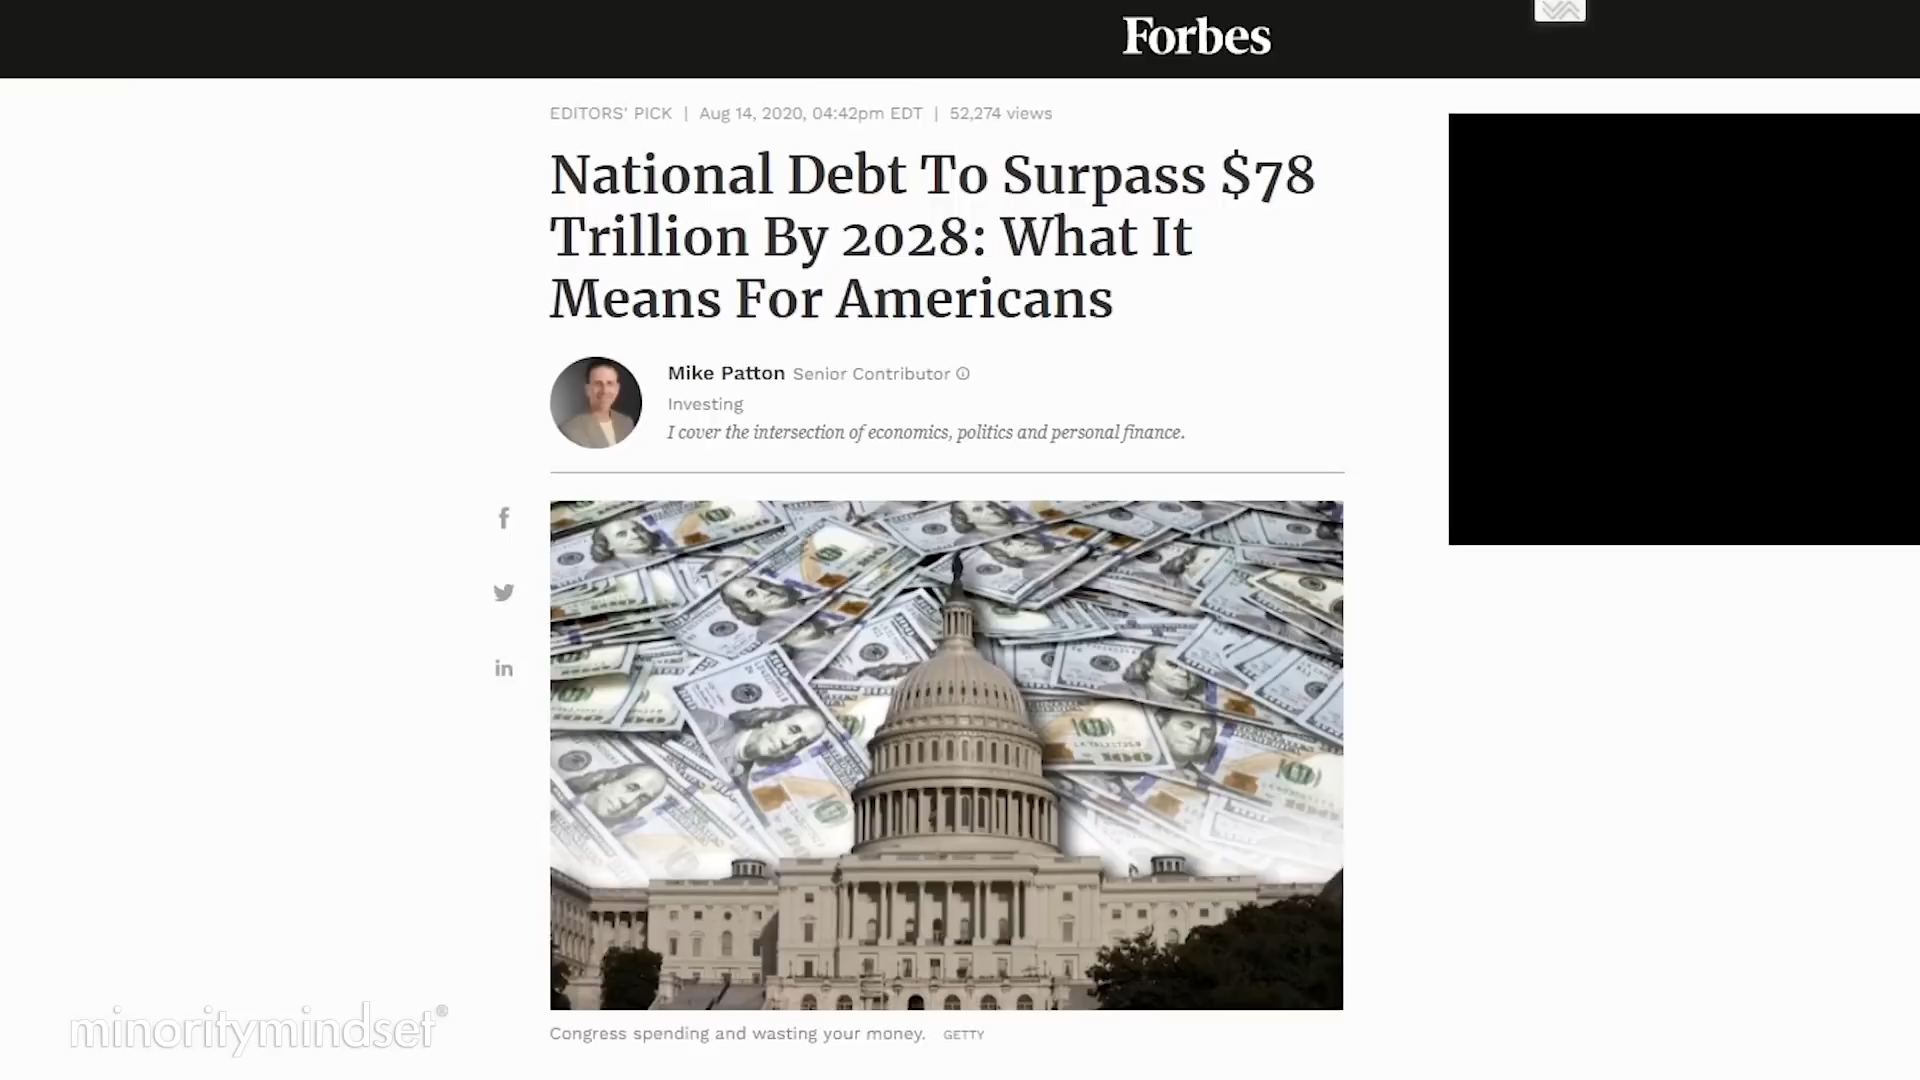 Forbes
EDITORS' PICK | Aug 14, 2020, 04:42pm EDT | 52,274 views
National Debt To Surpass $78
Trillion By 2028: What It
Means For Americans
Mike Patton Senior Contributor
Investing
I cover the intersection of economics, politics and personal finance.
f
in
100
Congress spending and wasting your money. GETTY
minoritymindset®